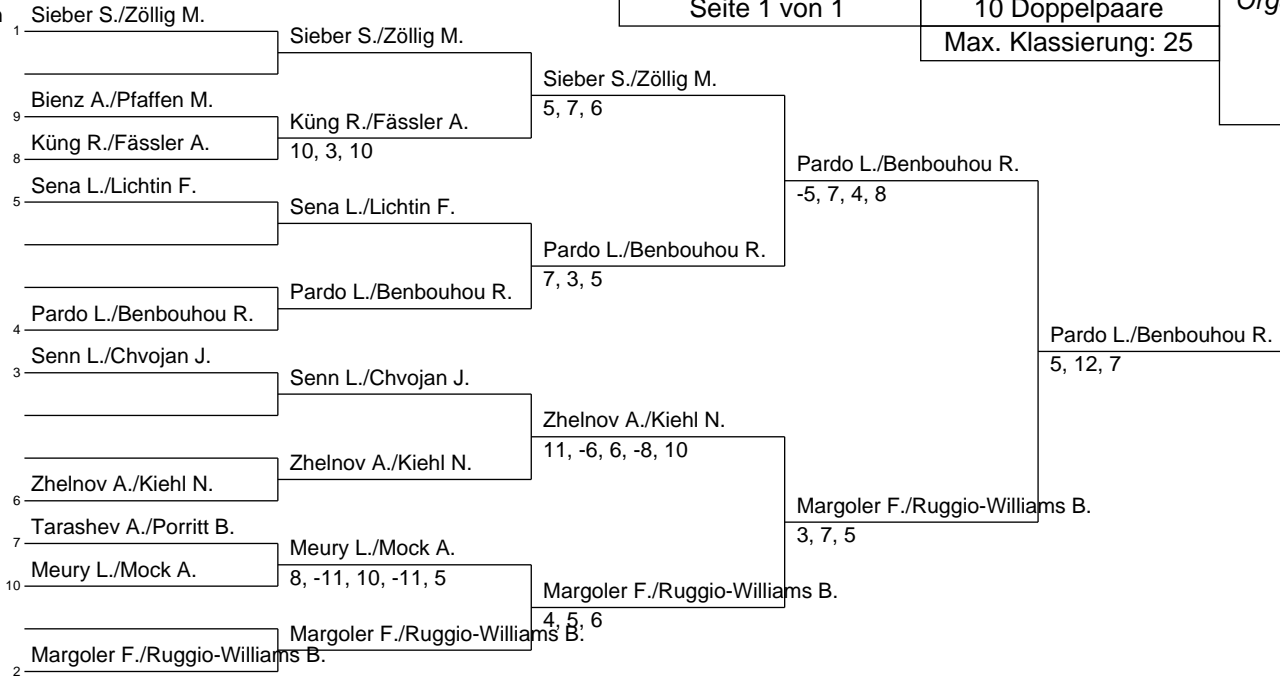 Seite 1 von 1
10 Doppelpaare
Max. Klassierung: 25
1 Sieber S./Zöllig M.
9 Bienz A./Pfaffen M.
8 Küng R./Fässler A.
5 Sena L./Lichtin F.
4 Pardo L./Benbouhou R.
3 Senn L./Chvojan J.
6 Zhelnov A./Kiehl N.
7 Tarashev A./Porritt B.
10 Meury L./Mock A.
2 Margoler F./Ruggio-Williams B.
Sieber S./Zöllig M.
Küng R./Fässler A.
10, 3, 10
Sena L./Lichtin F.
Pardo L./Benbouhou R.
Senn L./Chvojan J.
Zhelnov A./Kiehl N.
Meury L./Mock A.
8, -11, 10, -11, 5
Margoler F./Ruggio-Williams B.
Sieber S./Zöllig M.
5, 7, 6
Pardo L./Benbouhou R.
7, 3, 5
Zhelnov A./Kiehl N.
11, -6, 6, -8, 10
Margoler F./Ruggio-Williams B.
4, 5, 6
Pardo L./Benbouhou R.
-5, 7, 4, 8
Margoler F./Ruggio-Williams B.
3, 7, 5
Pardo L./Benbouhou R.
5, 12, 7